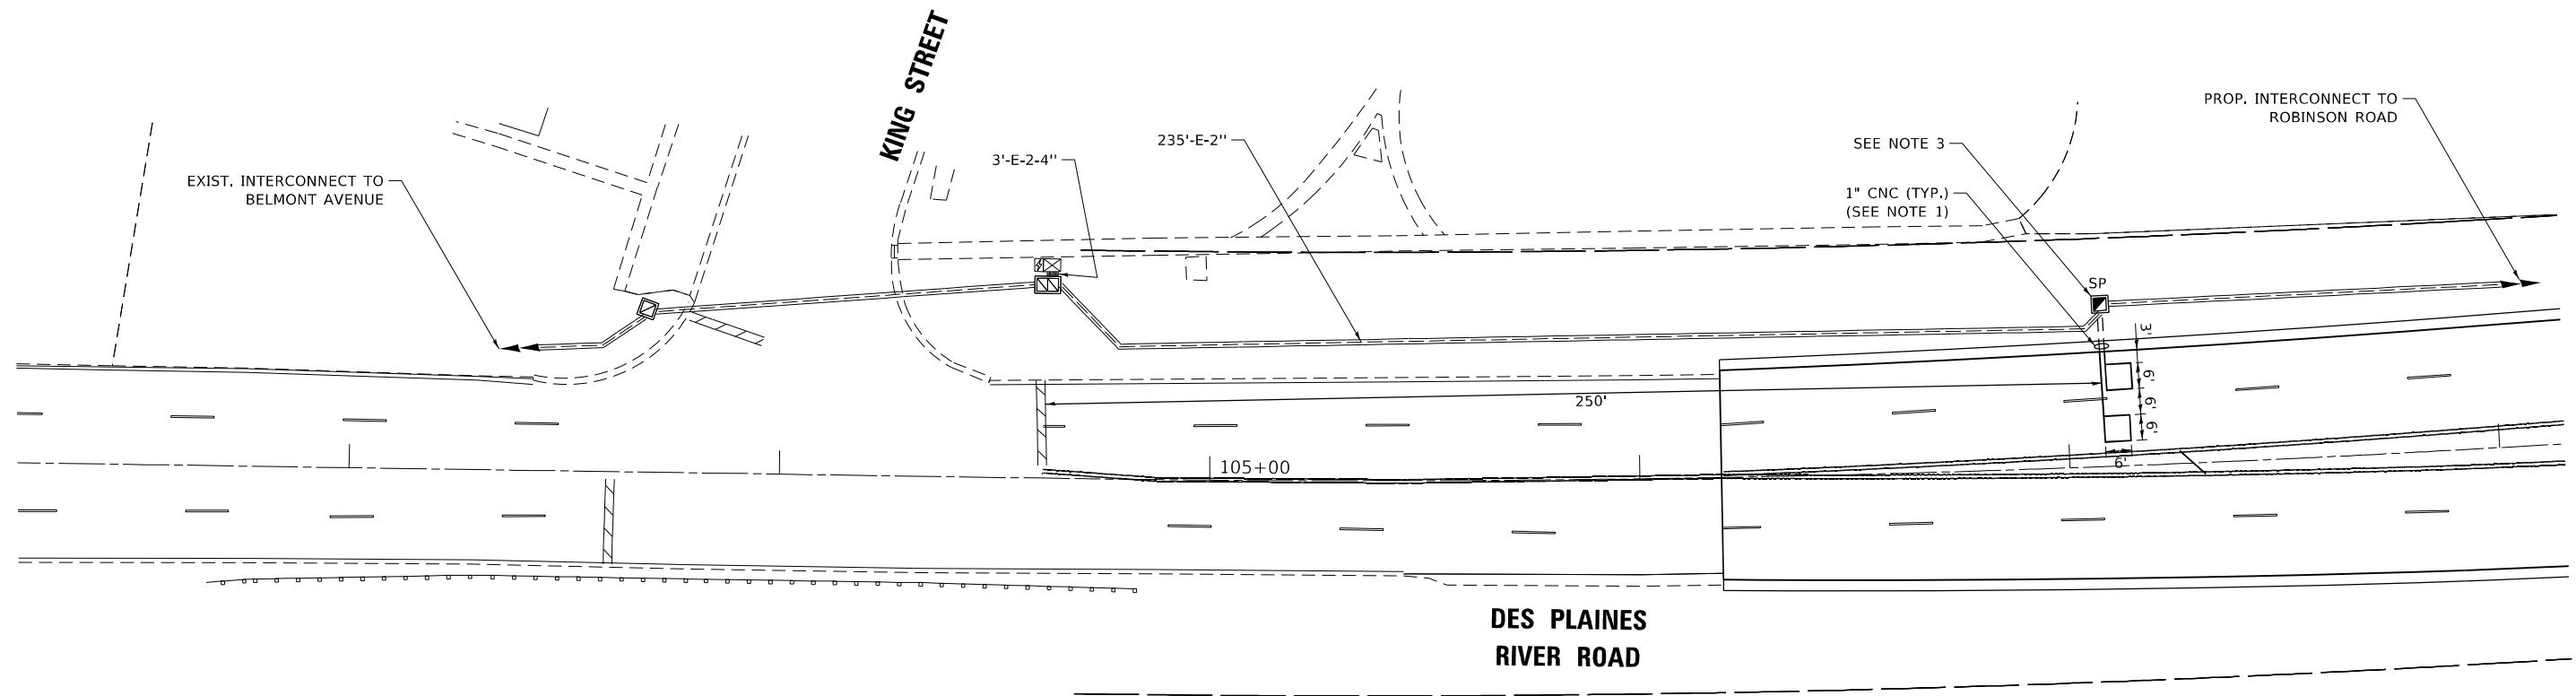 KING STREET
PROP. INTERCONNECT TO
ROBINSON ROAD
SEE NOTE 3
235'-E-2''
3'-E-2-4''
EXIST. INTERCONNECT TO
BELMONT AVENUE
1" CNC (TYP.)
(SEE NOTE 1)
SP
3'
6'
6'
6'
6'
250'
105+00
DES PLAINES
RIVER ROAD